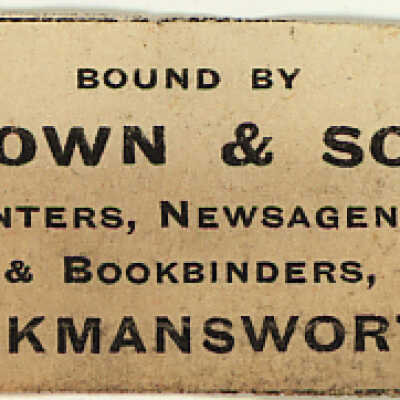 BOUND BY
OWN & SO
NTERS, NEWSAGEN
& BOOKBINDERS,
KMANSWORT